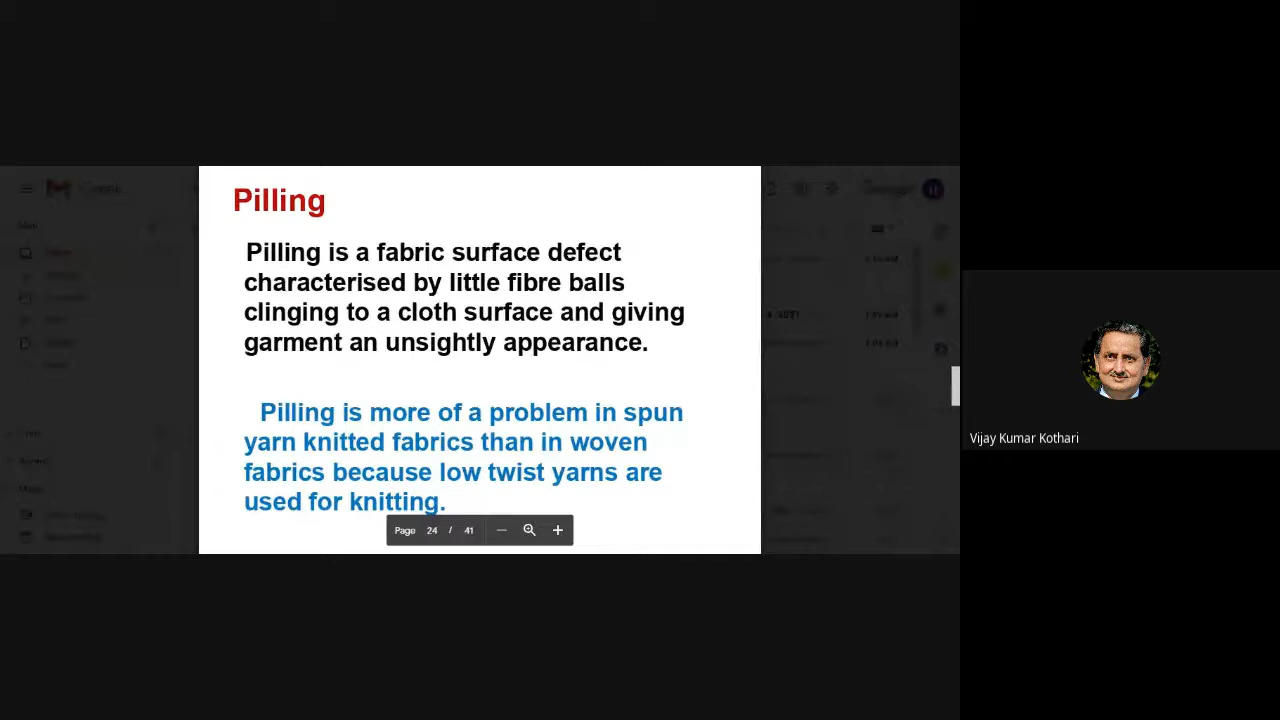 Pilling
Pilling is a fabric surface defect
characterised by little fibre balls
clinging to a cloth surface and giving
garment an unsightly appearance.
Pilling is more of a problem in spun
yarn knitted fabrics than in woven
fabrics because low twist yarns are
used for knitting.
Page 24 / 41
Vijay Kumar Kothari